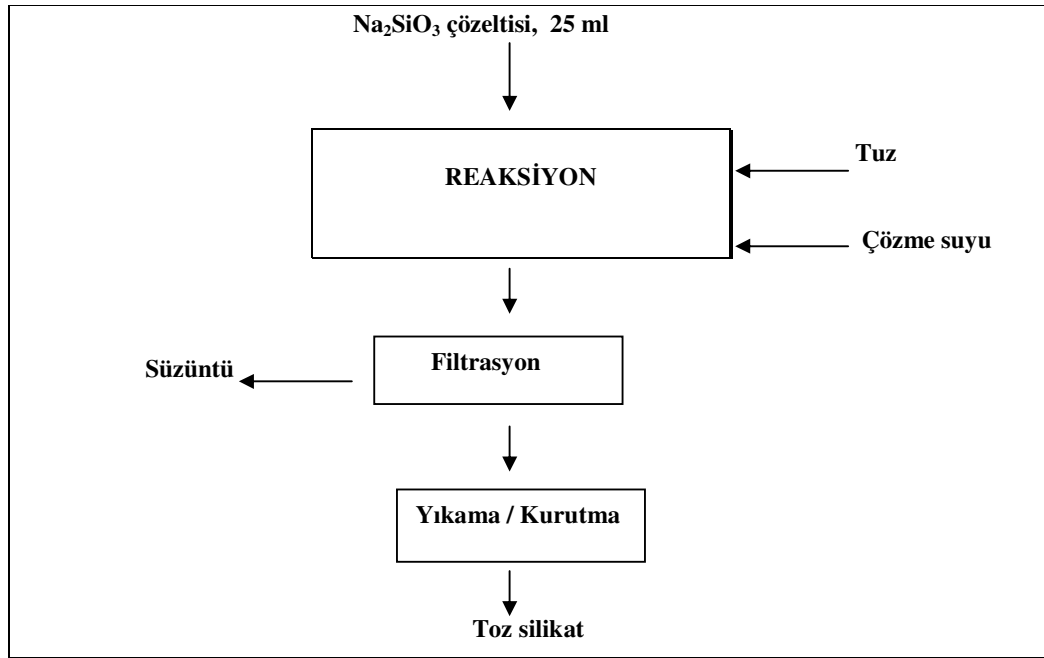 Na₂SiO₃ çözeltisi, 25 ml
REAKSİYON
Tuz
Çözme suyu
Filtrasyon
Süzüntü
Yıkama / Kurutma
Toz silikat